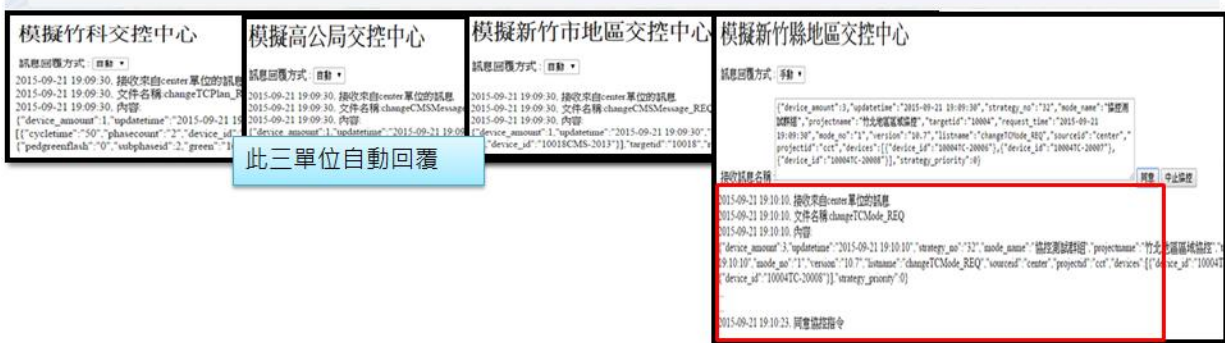 模擬竹科交控中心
訊息回覆方式: 自動
2015-09-21 19:09:30, 接收來自center單位的訊息
2015-09-21 19:09:30, 文件名稱:changeTCPlan_R
2015-09-21 19:09:30, 內容:
{"device_amount":1,"updatetime":"2015-09-21 19
[{"cycletime":"50","phasecount":"2","device_id":
{"pedgreenflash":"0","subphaseid":2,"green":"1
模擬高公局交控中心
訊息回覆方式: 自動
2015-09-21 19:09:30, 接收來自center單位的訊息
2015-09-21 19:09:30, 文件名稱:changeCMSMessage
2015-09-21 19:09:30, 內容:
{"device_amount":1,"updatetime":"2015-09-21 19:09
此三單位自動回覆
模擬新竹市地區交控中心
訊息回覆方式: 自動
2015-09-21 19:09:30, 接收來自center單位的訊息
2015-09-21 19:09:30, 文件名稱:changeCMSMessage_REQ
2015-09-21 19:09:30, 內容:
{"device_amount":1,"updatetime":"2015-09-21 19:09:30",
"device_id":"10018CMS-2013"}],"targetid":"10018",
模擬新竹縣地區交控中心
訊息回覆方式: 手動
{"device_amount":3,"updatetime":"2015-09-21 19:09:30","strategy_no":"32","mode_name":"協控測
試群組","projectname":"竹北地區區域協控","targetid":"10004","request_time":"2015-09-21
19:09:30","mode_no":"1","version":"10.7","listname":"changeTCMode_REQ","sourceid":"center","
projectid":"cct","devices":[{"device_id":"10004TC-20006"},{"device_id":"10004TC-20007"},
{"device_id":"10004TC-20008"}],"strategy_priority":0}
接收訊息名稱: 同意 中止協控
2015-09-21 19:10:10, 接收來自center單位的訊息
2015-09-21 19:10:10, 文件名稱:changeTCMode_REQ
2015-09-21 19:10:10, 內容:
{"device_amount":3,"updatetime":"2015-09-21 19:10:10","strategy_no":"32","mode_name":"協控測試群組","projectname":"竹北地區區域協控",
19:10:10","mode_no":"1","version":"10.7","listname":"changeTCMode_REQ","sourceid":"center","projectid":"cct","devices":[{"device_id":"10004T
{"device_id":"10004TC-20008"}],"strategy_priority":0}
..
2015-09-21 19:10:23, 同意協控指令